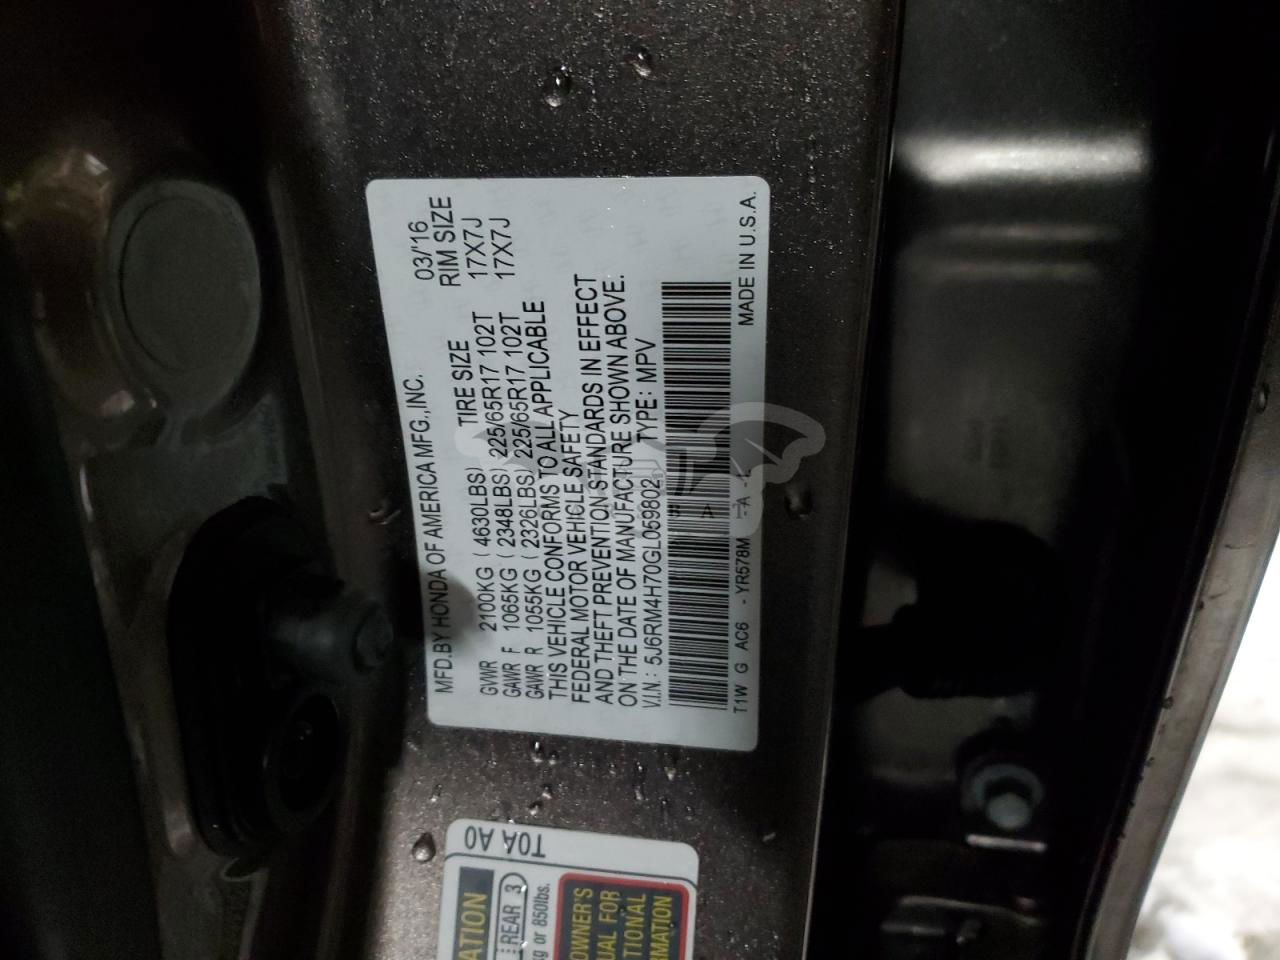 MFD.BY HONDA OF AMERICA MFG.,INC. 03/'16
TIRE SIZE RIM SIZE
GVWR 2100KG ( 4630LBS)
GAWR F 1065KG ( 2348LBS) 225/65R17 102T 17X7J
GAWR R 1055KG ( 2326LBS) 225/65R17 102T 17X7J
THIS VEHICLE CONFORMS TO ALL APPLICABLE
FEDERAL MOTOR VEHICLE SAFETY
AND THEFT PREVENTION STANDARDS IN EFFECT
ON THE DATE OF MANUFACTURE SHOWN ABOVE.
V.I.N.: 5J6RM4H70GL059802 TYPE: MPV
T1W G AC6 - YR578M -A - MADE IN U.S.A.
T0A A0
REAR 3
or 850lbs.
OWNER'S
FOR